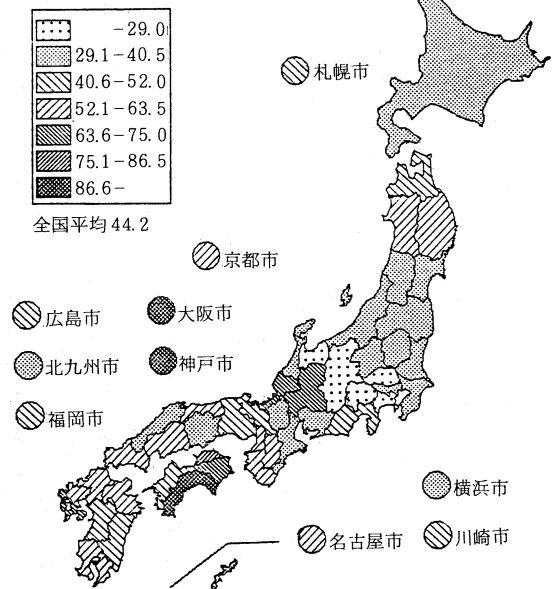 －29.0
29.1－40.5
40.6－52.0
52.1－63.5
63.6－75.0
75.1－86.5
86.6－
全国平均 44.2
札幌市
京都市
広島市
大阪市
北九州市
神戸市
福岡市
横浜市
名古屋市
川崎市